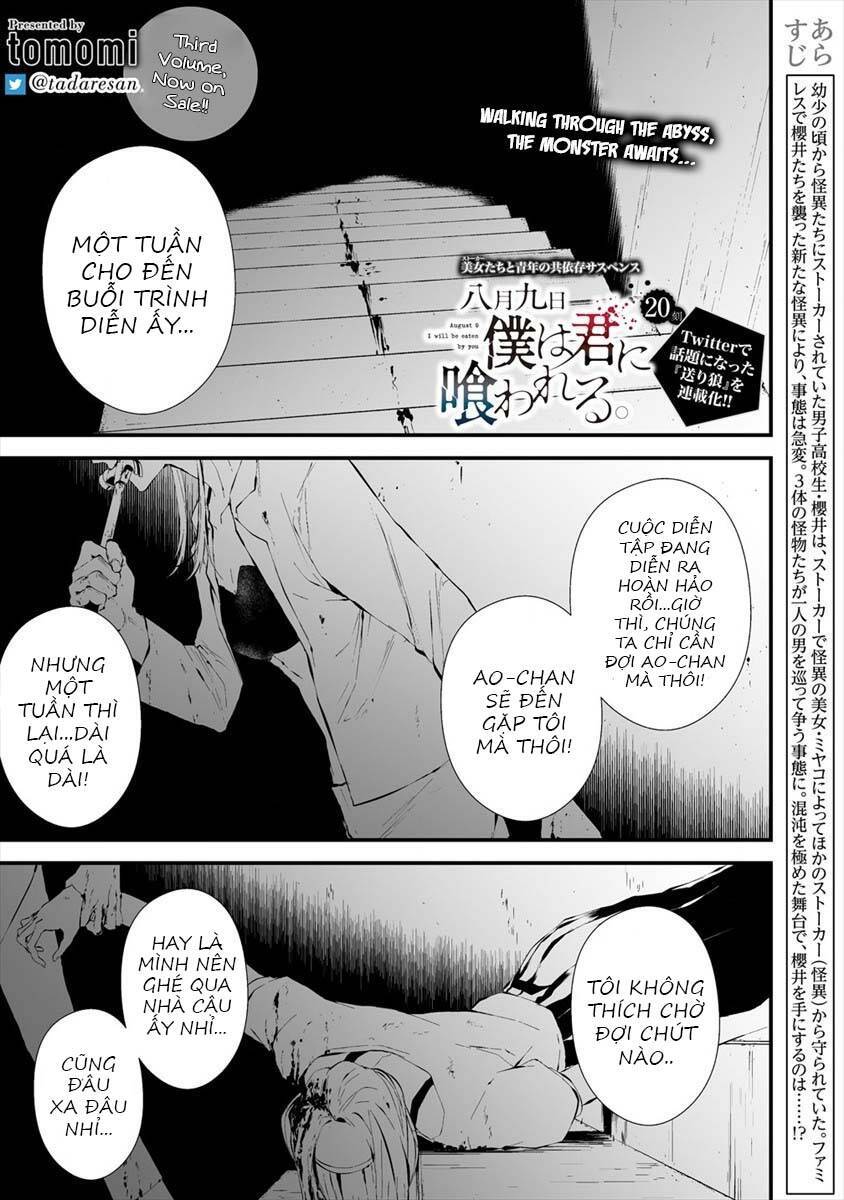 Presented by
tomomi
@tadaresan
Third
Volume,
Now on
Sale!!
WALKING THROUGH THE ABYSS,
THE MONSTER AWAITS...
あらすじ
幼少の頃から怪異たちにストーカーされていた男子高校生・櫻井は、ストーカーで怪異の美女・ミヤコによってほかのストーカー（怪異）から守られていた。ファミ
レスで櫻井たちを襲った新たな怪異により、事態は急変。３体の怪物たちが一人の男を巡って争う事態に。混沌を極めた舞台で、櫻井を手にするのは……!?
MỘT TUẦN
CHO ĐẾN
BUỔI TRÌNH
DIỄN ẤY...
美女たちと青年の共依存サスペンス
ストーカー
八月九日
August 9
I will be eaten
by you
僕は君に
喰われる。
20刻
Twitterで
話題になった
『送り狼』を
連載化!!
CUỘC DIỄN
TẬP ĐANG
DIỄN RA
HOÀN HẢO
RỒI...GIỜ
THÌ, CHÚNG
TA CHỈ CẦN
ĐỢI AO-CHAN
MÀ THÔI!
AO-CHAN
SẼ ĐẾN
GẶP TÔI
MÀ THÔI!
NHƯNG
MỘT
TUẦN THÌ
LẠI...DÀI
QUÁ LÀ
DÀI!
TÔI KHÔNG
THÍCH CHỜ
ĐỢI CHÚT
NÀO..
HAY LÀ
MÌNH NÊN
GHÉ QUA
NHÀ CẬU
ẤY NHỈ...
CŨNG
ĐÂU
XA ĐÂU
NHỈ...